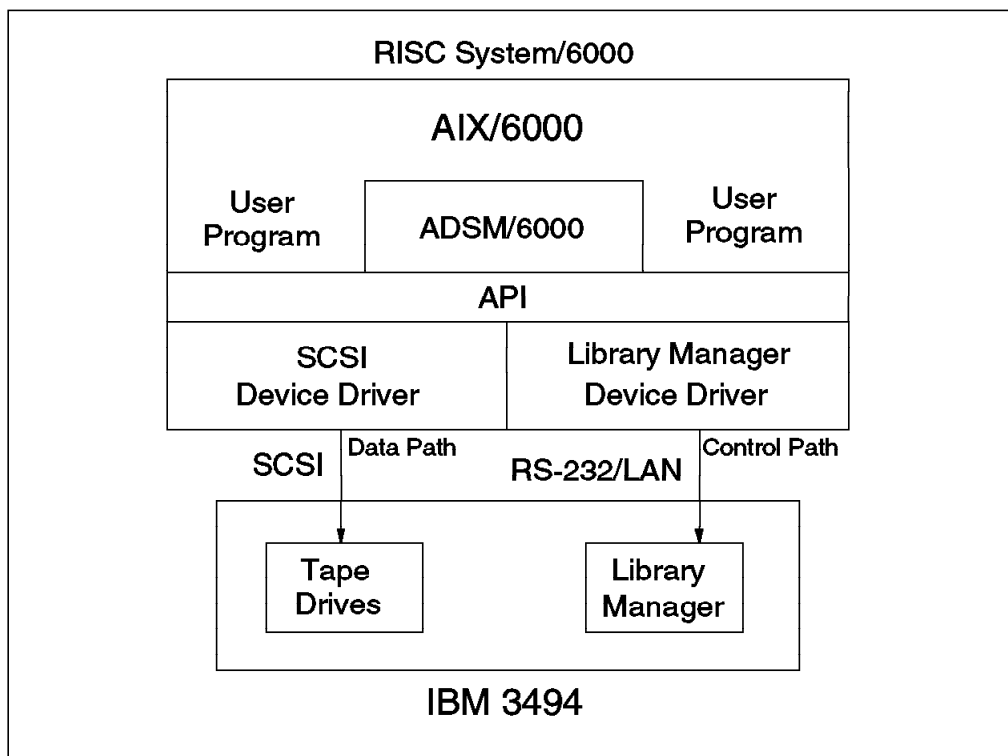 RISC System/6000
AIX/6000
User
Program
ADSM/6000
User
Program
API
SCSI
Device Driver
Library Manager
Device Driver
SCSI
Data Path
RS-232/LAN
Control Path
Tape
Drives
Library
Manager
IBM 3494